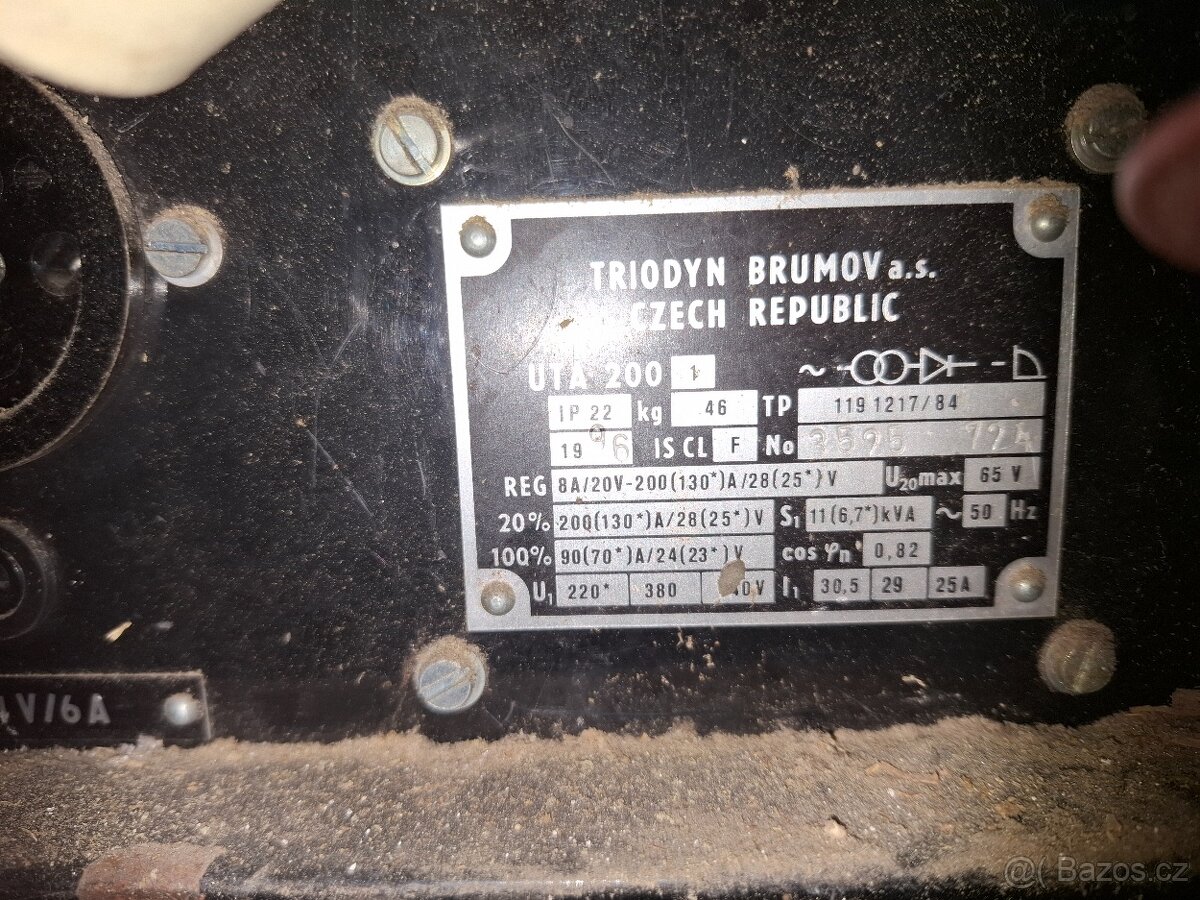 TRIODYN BRUMOV a.s.
CZECH REPUBLIC
UTA 200 1
IP 22 kg 46 TP 119 1217/84
1996 IS CL F No 3595
REG 8A/20V-200(130*)A/28(25*)V U20max 65 V
20% 200(130*)A/28(25*)V S1 11(6,7*)kVA ~ 50 Hz
100% 90(70*)A/24(23*)V cos φn 0,82
U1 220* 380 I1 30,5 29 25A
V/6A
@( Bazos.cz